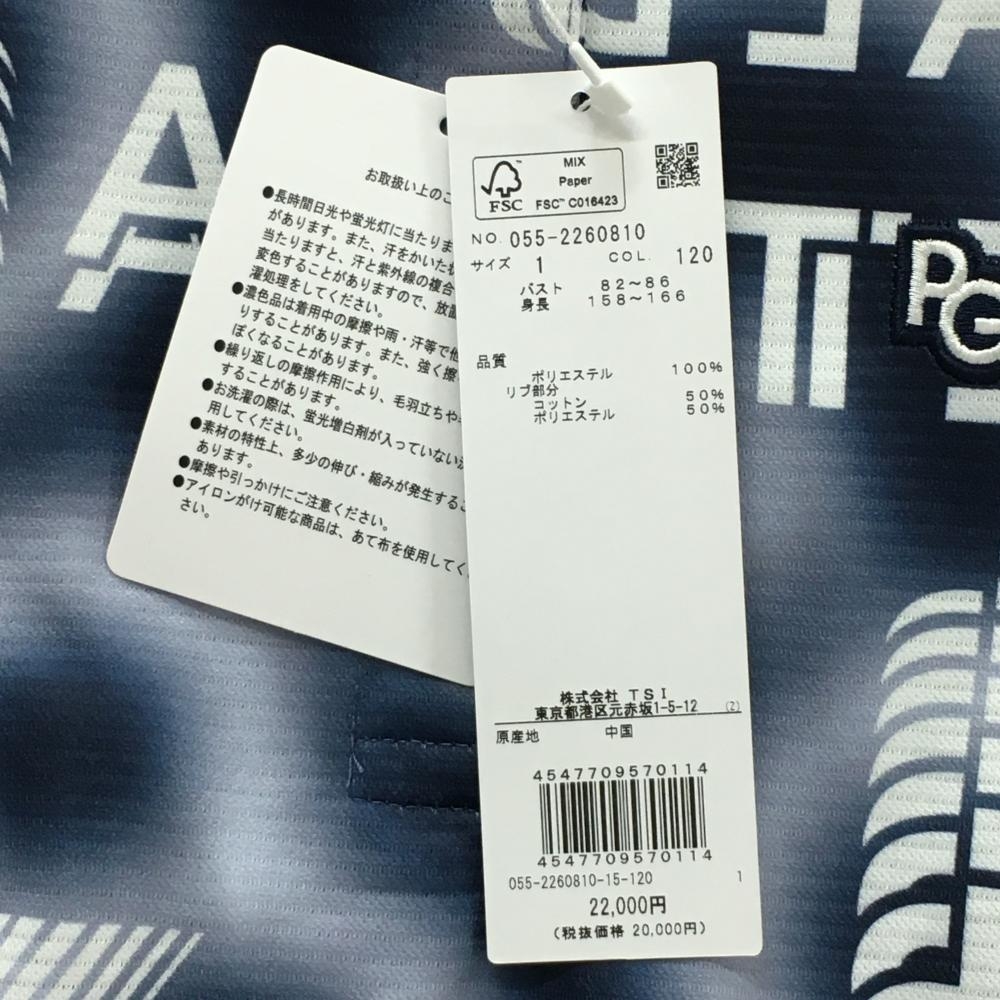 お取扱い上のご
●長時間日光や蛍光灯に当たりま
があります。また、汗をかいた状
当たりますと、汗と紫外線の複合
変色することがありますので、放置
濯処理をしてください。
●濃色品は着用中の摩擦や雨・汗等で他
りすることがあります。また、強く擦
ぽくなることがあります。
●繰り返しの摩擦作用により、毛羽立ちや
することがあります。
●お洗濯の際は、蛍光増白剤が入っていない
用してください。
●素材の特性上、多少の伸び・縮みが発生するこ
あります。
●摩擦や引っかけにご注意ください。
●アイロンがけ可能な商品は、あて布を使用してく
さい。
MIX
Paper
FSC
FSC™ C016423
NO. 055-2260810
サイズ 1 COL. 120
バスト 82〜86
身長 158〜166
品質
ポリエステル 100%
リブ部分
コットン 50%
ポリエステル 50%
株式会社 TSI
東京都港区元赤坂1-5-12 (Z)
原産地 中国
4547709570114
4547709570114
055-2260810-15-120 1
22,000円
(税抜価格 20,000円)
PG